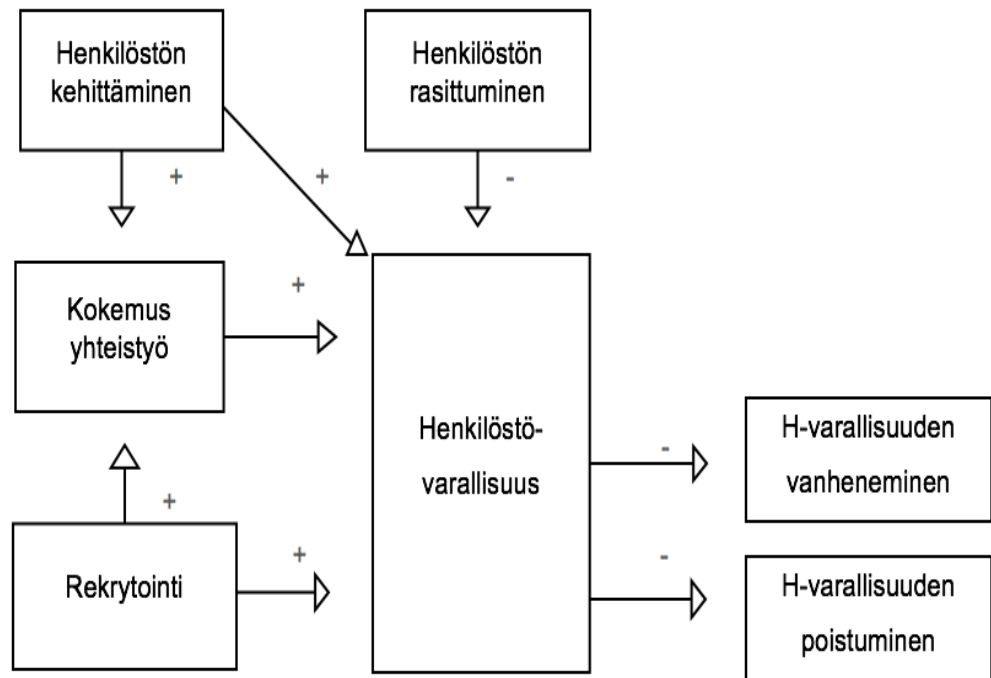 Henkilöstön
kehittäminen
Henkilöstön
rasittuminen
+
+
-
Kokemus
yhteistyö
+
Henkilöstö-
varallisuus
-
H-varallisuuden
vanheneminen
+
Rekrytointi
+
-
H-varallisuuden
poistuminen